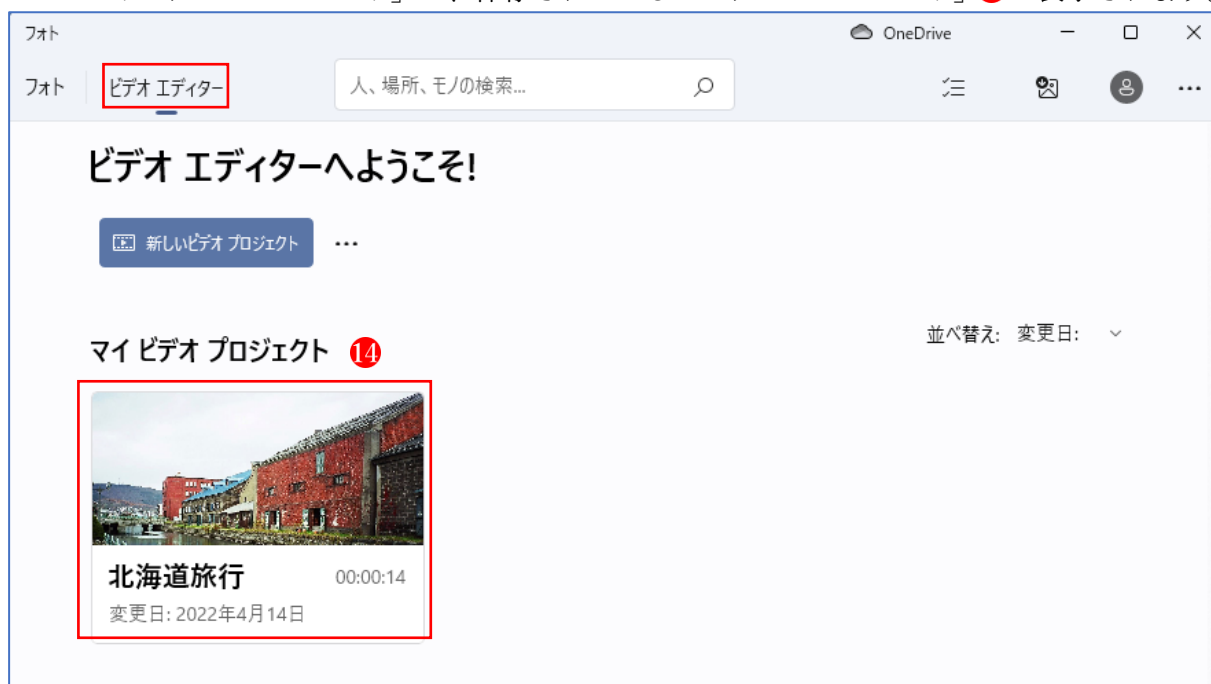 フォト
OneDrive
フォト ビデオ エディター 人、場所、モノの検索...
ビデオ エディターへようこそ!
新しいビデオ プロジェクト
並べ替え: 変更日:
マイ ビデオ プロジェクト 14
北海道旅行 00:00:14
変更日: 2022年4月14日